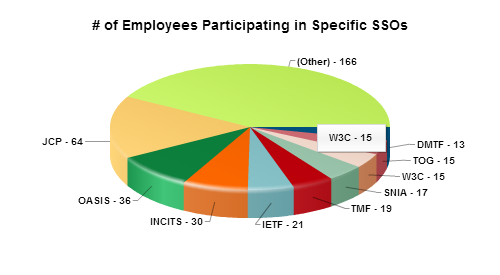 # of Employees Participating in Specific SSOs
(Other) - 166
W3C - 15
JCP - 64
DMTF - 13
TOG - 15
W3C - 15
SNIA - 17
OASIS - 36
TMF - 19
INCITS - 30
IETF - 21